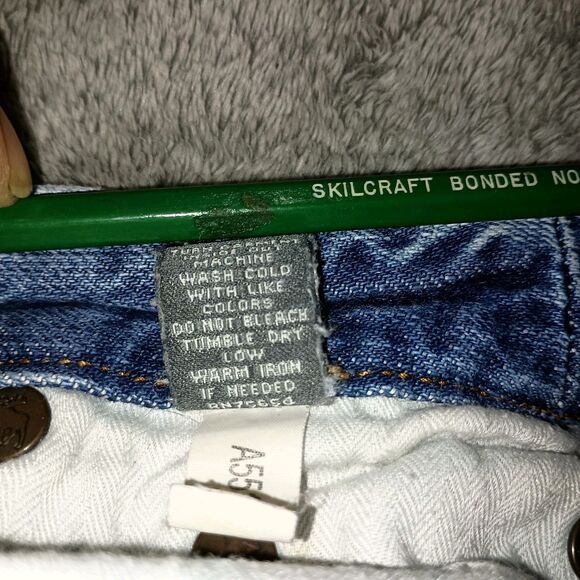 SKILCRAFT BONDED NO
MACHINE
WASH COLD
WITH LIKE
COLORS
DO NOT BLEACH
TUMBLE DRY
LOW
WARM IRON
IF NEEDED
A55